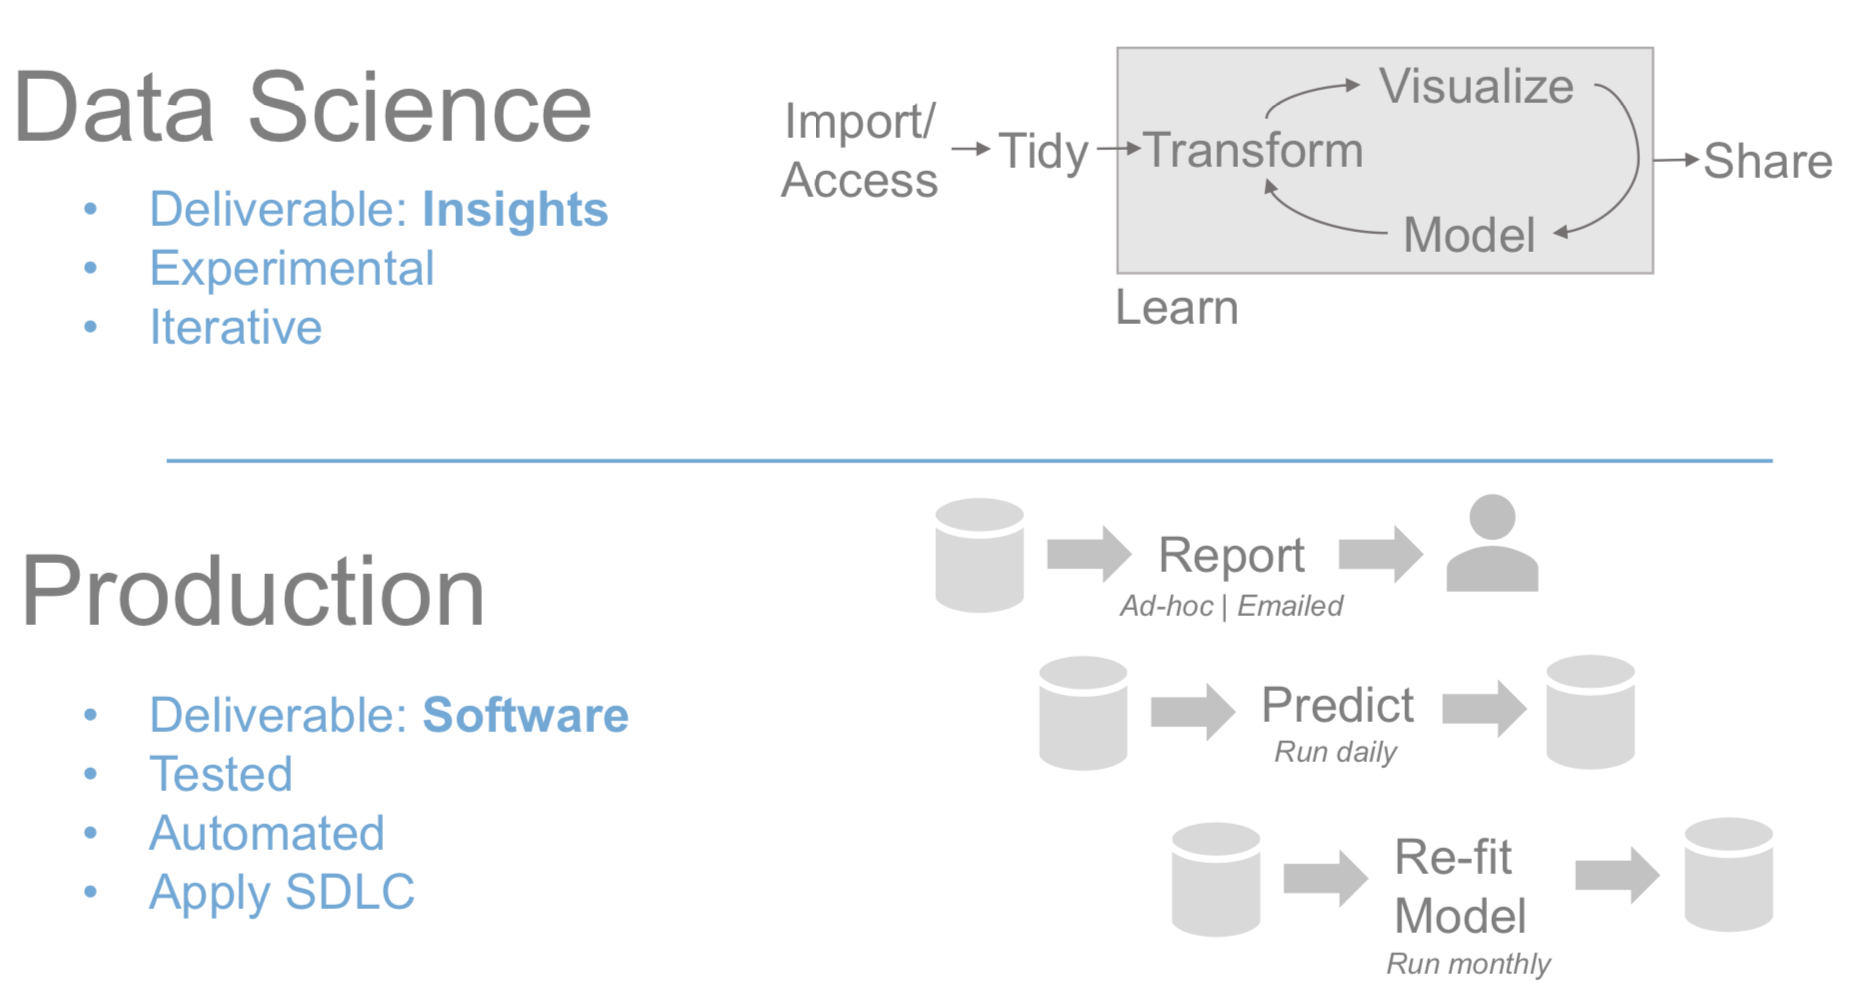 Data Science
• Deliverable: Insights
• Experimental
• Iterative
Import/
Access
Tidy
Transform
Visualize
Model
Learn
Share
Production
• Deliverable: Software
• Tested
• Automated
• Apply SDLC
Report
Ad-hoc | Emailed
Predict
Run daily
Re-fit
Model
Run monthly